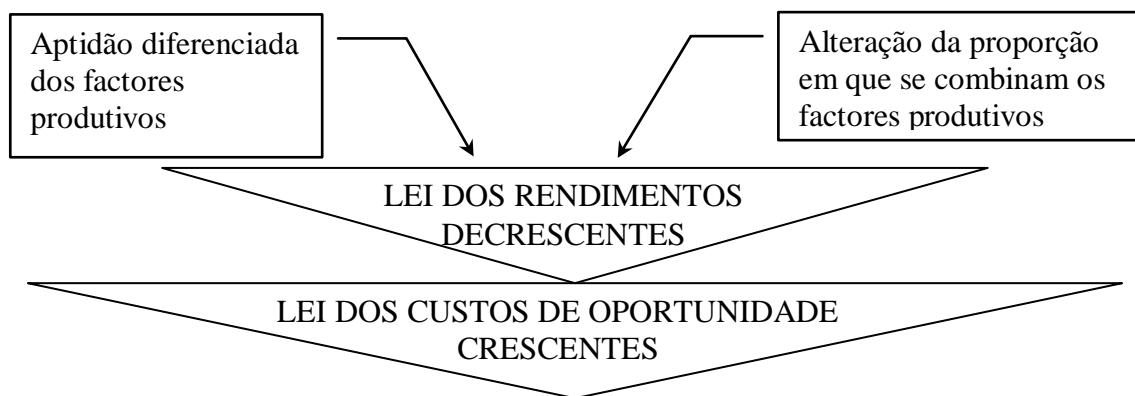 Aptidão diferenciada
dos factores
produtivos
Alteração da proporção
em que se combinam os
factores produtivos
LEI DOS RENDIMENTOS
DECRESCENTES
LEI DOS CUSTOS DE OPORTUNIDADE
CRESCENTES